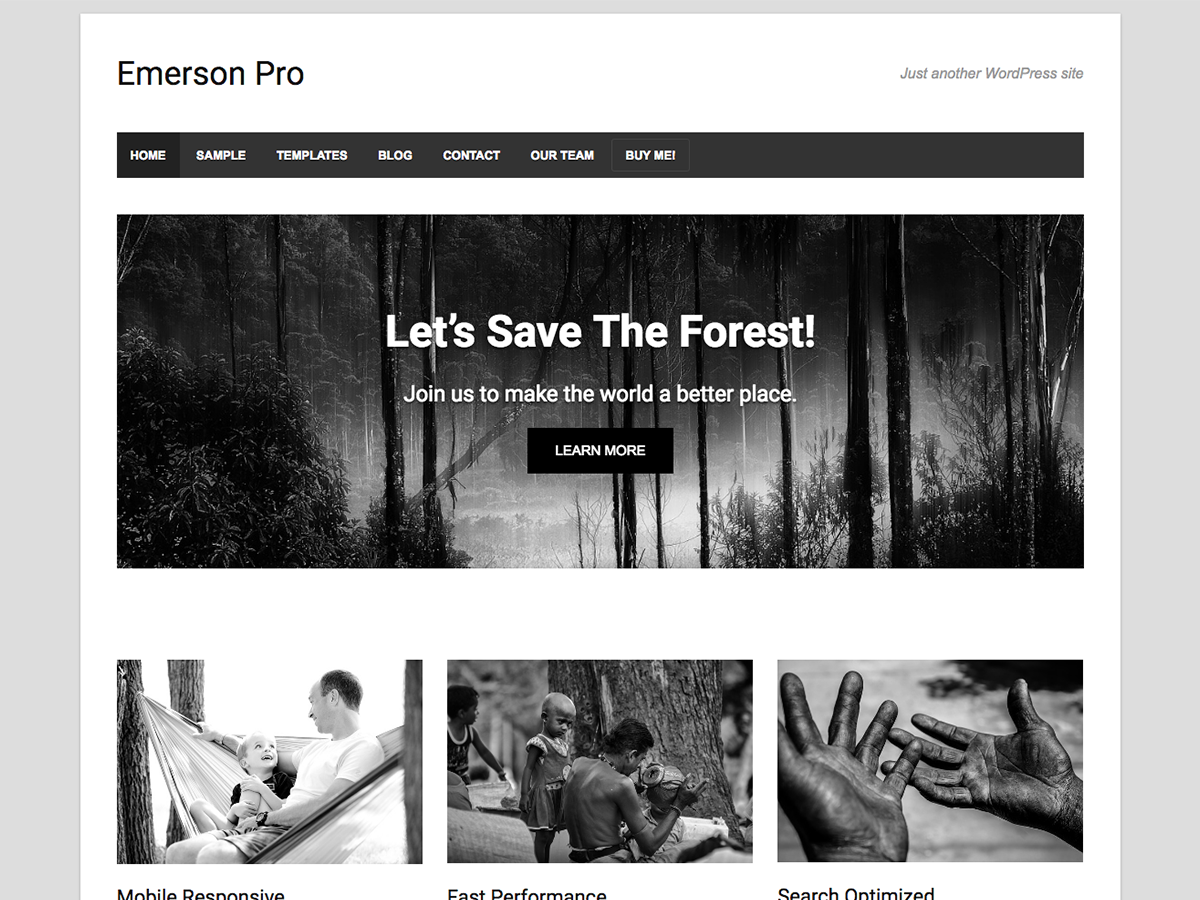 Emerson Pro
Just another WordPress site
HOME SAMPLE TEMPLATES BLOG CONTACT OUR TEAM BUY ME!
Let’s Save The Forest!
Join us to make the world a better place.
LEARN MORE
Mobile Responsive Fast Performance Search Optimized